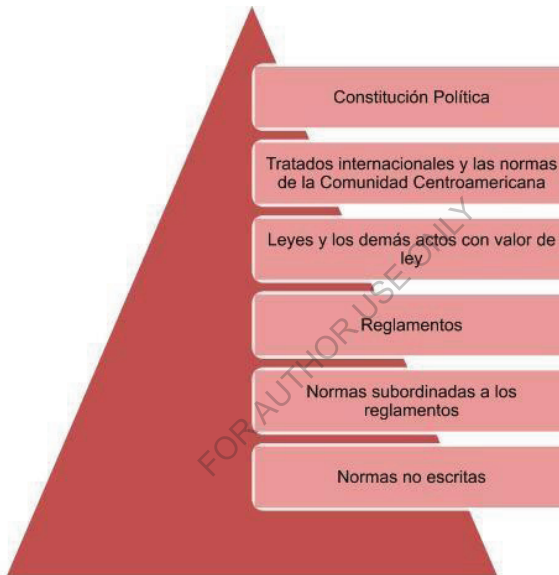 Constitución Política
Tratados internacionales y las normas
de la Comunidad Centroamericana
Leyes y los demás actos con valor de
ley
Reglamentos
Normas subordinadas a los
reglamentos
Normas no escritas
FOR AUTHOR USE ONLY